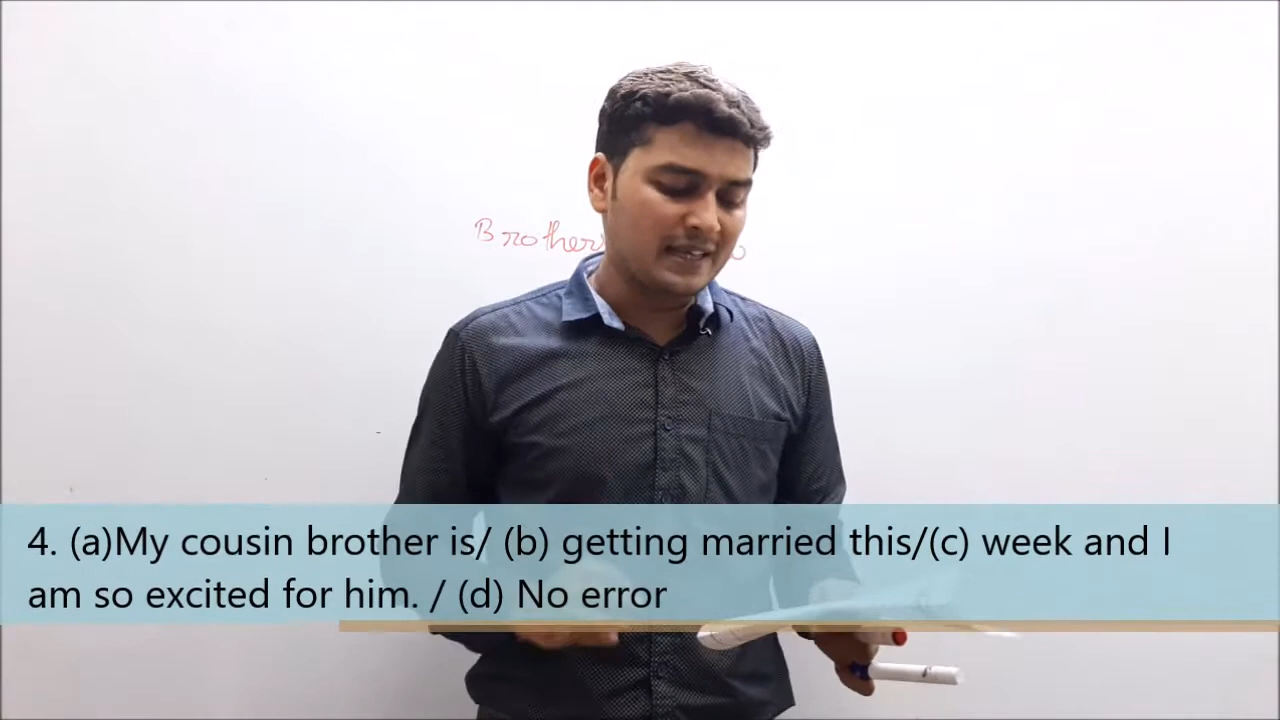 Brother
4. (a)My cousin brother is/ (b) getting married this/(c) week and I
am so excited for him. / (d) No error